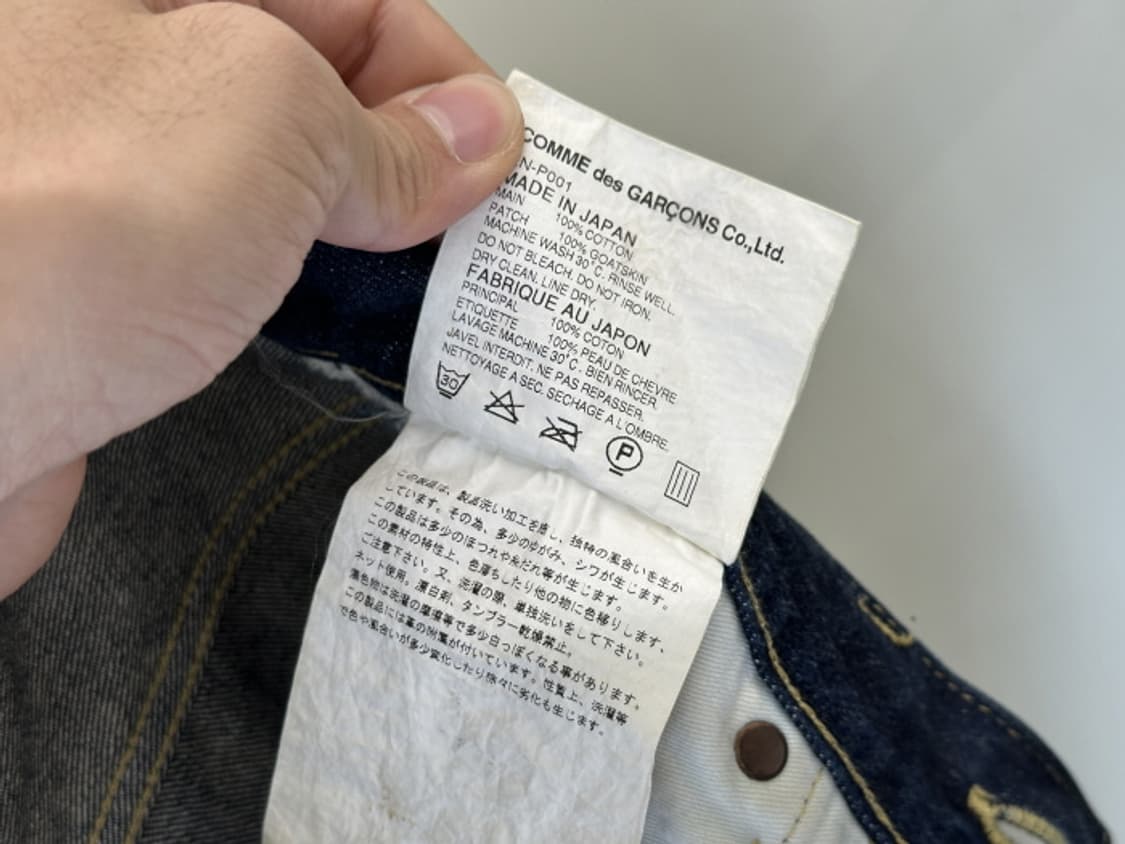 COMME des GARÇONS Co.,Ltd.
N-P001
MADE IN JAPAN
MAIN 100% COTTON
PATCH 100% GOATSKIN
MACHINE WASH 30°C. RINSE WELL.
DO NOT BLEACH. DO NOT IRON.
DRY CLEAN. LINE DRY.
FABRIQUE AU JAPON
PRINCIPAL 100% COTON
ETIQUETTE 100% PEAU DE CHEVRE
LAVAGE MACHINE 30°C. BIEN RINCER.
JAVEL INTERDIT. NE PAS REPASSER.
NETTOYAGE A SEC. SECHAGE A L'OMBRE.
30
P
この製品は、製品洗い加工を施し、独特の風合いを生か
しています。その為、多少のゆがみ、シワが生じます。
この製品は多少のほつれや糸だれ等が生じます。
この素材の特性上、色落ちしたり他の物に色移りします、
ご注意下さい。又、洗濯の際、単独洗いをして下さい。
ネット使用。漂白剤、タンブラー乾燥禁止。
濃色物は洗濯の摩擦等で多少白っぽくなる事があります。
この製品には革の附属が付いています。性質上、洗濯等
で色や風合いが多少変化したり徐々に劣化も生じます。